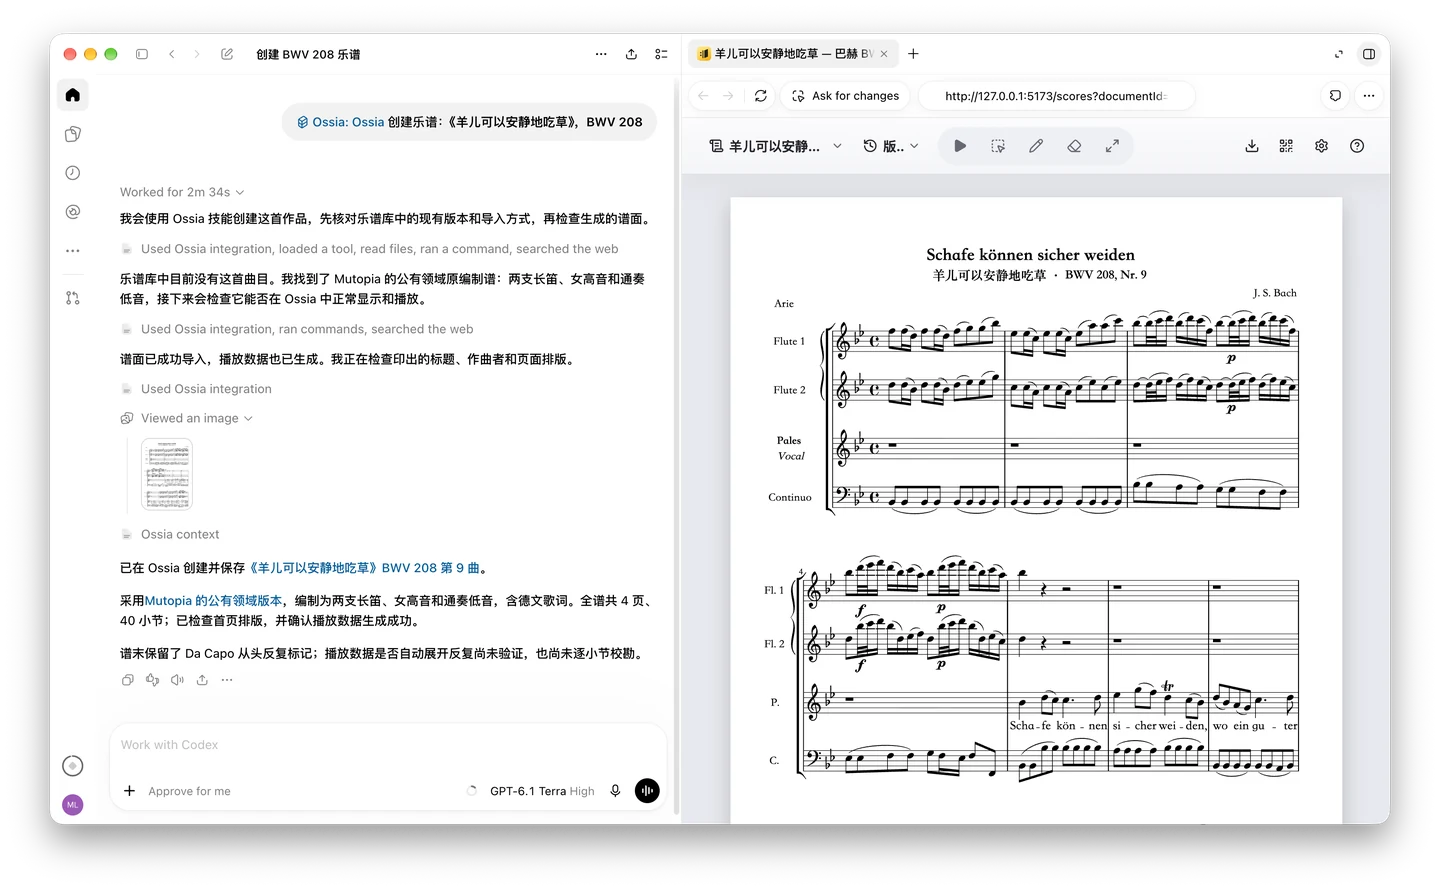 创建 BWV 208 乐谱
Ossia: Ossia 创建乐谱：《羊儿可以安静地吃草》，BWV 208
Worked for 2m 34s
我会使用 Ossia 技能创建这首作品，先核对乐谱库中的现有版本和导入方式，再检查生成的谱面。
Used Ossia integration, loaded a tool, read files, ran a command, searched the web
乐谱库中目前没有这首曲目。我找到了 Mutopia 的公有领域原编制谱：两支长笛、女高音和通奏
低音，接下来会检查它能否在 Ossia 中正常显示和播放。
Used Ossia integration, ran commands, searched the web
谱面已成功导入，播放数据也已生成。我正在检查印出的标题、作曲者和页面排版。
Used Ossia integration
Viewed an image
Ossia context
已在 Ossia 创建并保存《羊儿可以安静地吃草》BWV 208 第 9 曲。
采用Mutopia 的公有领域版本，编制为两支长笛、女高音和通奏低音，含德文歌词。全谱共 4 页、
40 小节；已检查首页排版，并确认播放数据生成成功。
谱末保留了 Da Capo 从头反复标记；播放数据是否自动展开反复尚未验证，也尚未逐小节校勘。
Work with Codex
Approve for me
GPT-6.1 Terra High
ML
羊儿可以安静地吃草 — 巴赫 BV
Ask for changes
http://127.0.0.1:5173/scores?documentId=
羊儿可以安静...
版..
Schafe können sicher weiden
羊儿可以安静地吃草 · BWV 208, Nr. 9
J. S. Bach
Arie
Flute 1
p
Flute 2
p
Pales
Vocal
Continuo
4
Fl. 1
f p
Fl. 2
f p
P.
tr
Scha-fe kön-nen si-cher wei-den, wo ein gu-ter
C.